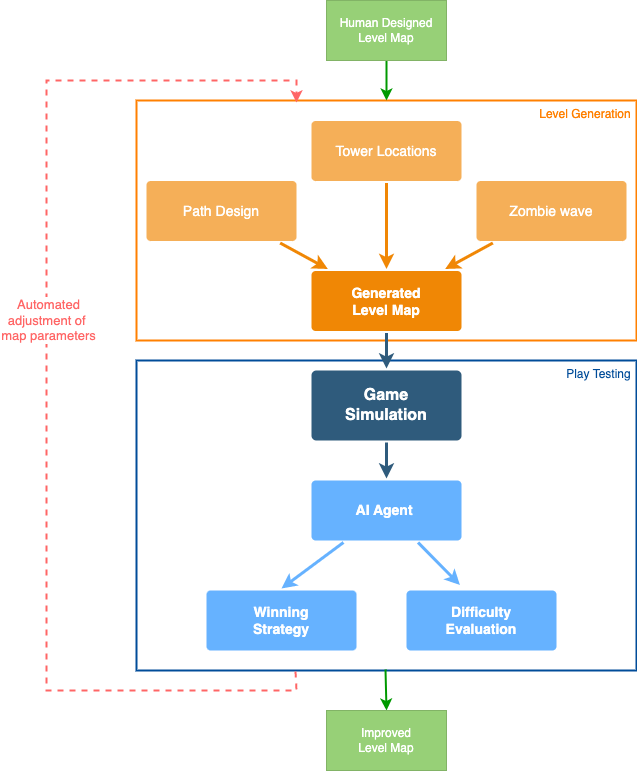 Human Designed
Level Map
Level Generation
Tower Locations
Path Design
Zombie wave
Generated
Level Map
Automated
adjustment of
map parameters
Play Testing
Game
Simulation
AI Agent
Winning
Strategy
Difficulty
Evaluation
Improved
Level Map